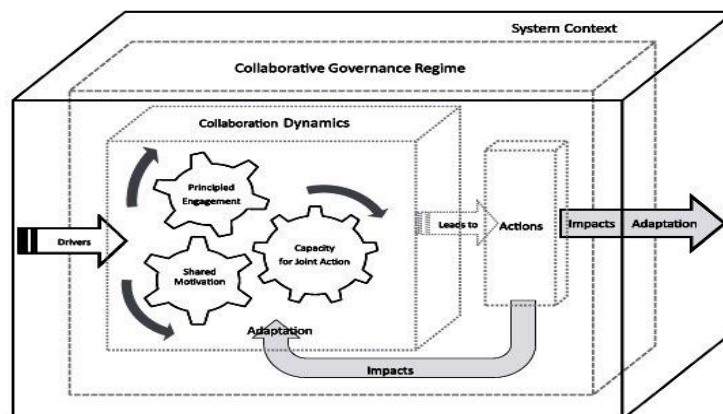 System Context
Collaborative Governance Regime
Collaboration Dynamics
Principled
Engagement
Drivers
Shared
Motivation
Capacity
for Joint Action
Leads to
Actions
Impacts
Adaptation
Adaptation
Impacts